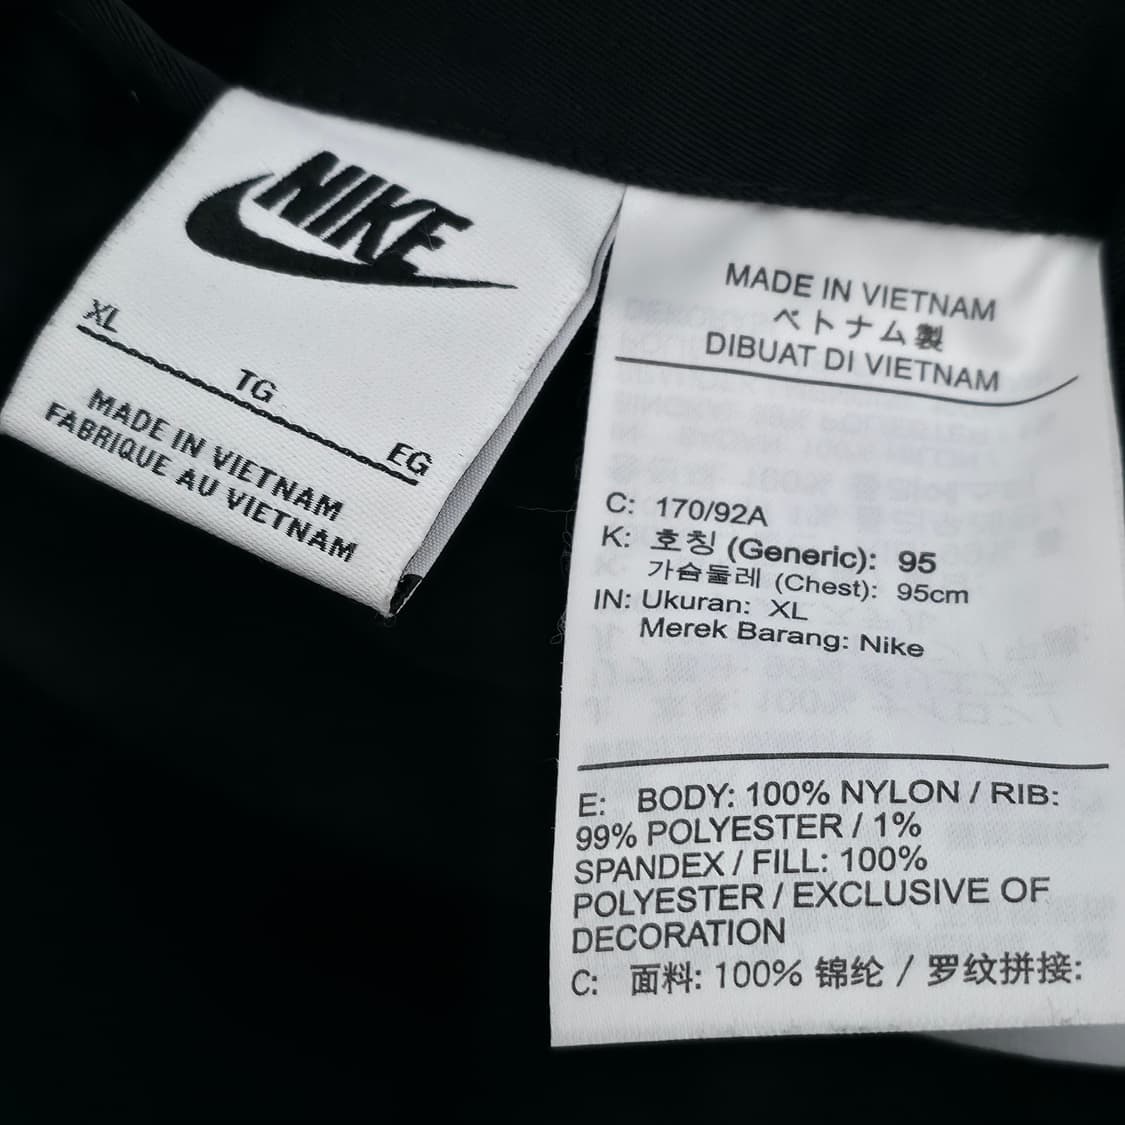 NIKE
XL
TG
EG
MADE IN VIETNAM
FABRIQUE AU VIETNAM
MADE IN VIETNAM
ベトナム製
DIBUAT DI VIETNAM
C: 170/92A
K: 호칭 (Generic): 95
가슴둘레 (Chest): 95cm
IN: Ukuran: XL
Merek Barang: Nike
E: BODY: 100% NYLON / RIB:
99% POLYESTER / 1%
SPANDEX / FILL: 100%
POLYESTER / EXCLUSIVE OF
DECORATION
C: 面料: 100% 锦纶 / 罗纹拼接: